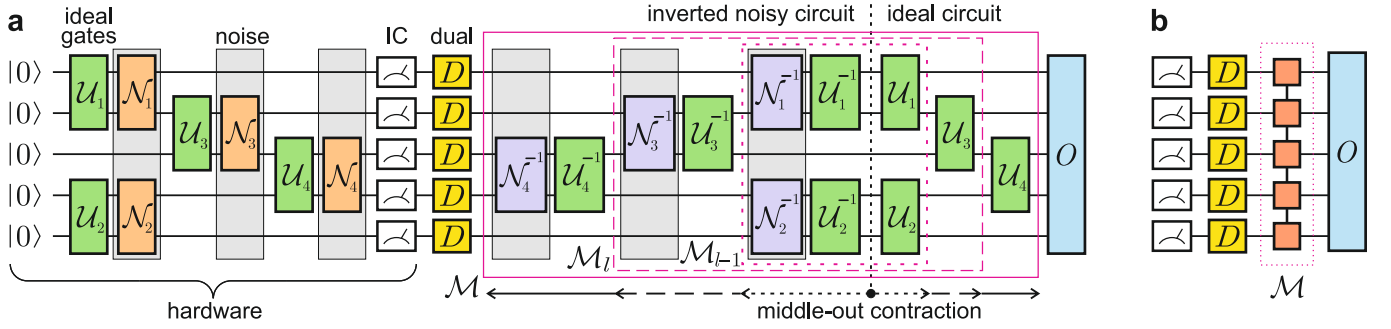 a
ideal gates
noise
IC
dual
inverted noisy circuit
ideal circuit
b
|0⟩ 𝒰₁ 𝒩₁ D 𝒩₁⁻¹ 𝒰₁⁻¹ 𝒰₁ D
|0⟩ 𝒰₃ 𝒩₃ D 𝒩₃⁻¹ 𝒰₃⁻¹ 𝒰₃ D
|0⟩ 𝒰₄ 𝒩₄ D 𝒩₄⁻¹ 𝒰₄⁻¹ 𝒰₄ O D O
|0⟩ 𝒰₂ 𝒩₂ D 𝒩₂⁻¹ 𝒰₂⁻¹ 𝒰₂ D
|0⟩ D D
ℳₗ ℳₗ₋₁
ℳ ℳ
hardware
middle-out contraction